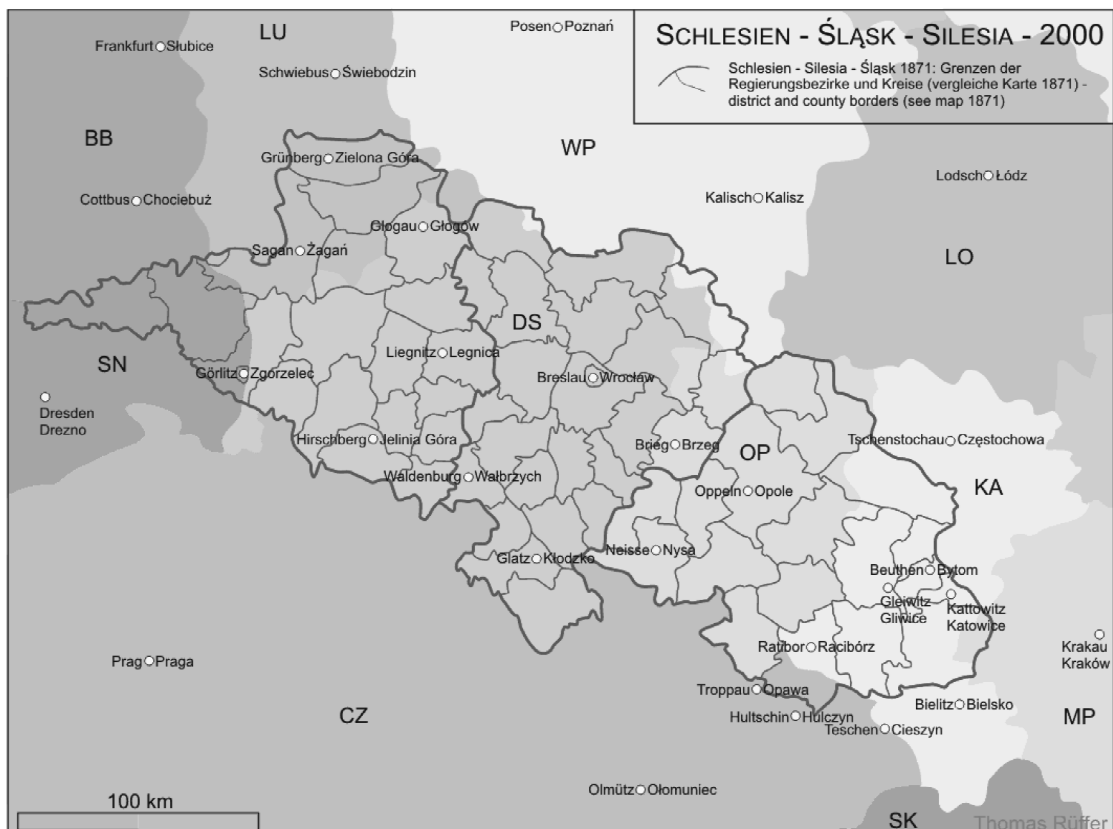 SCHLESIEN - ŚLĄSK - SILESIA - 2000
Schlesien - Silesia - Śląsk 1871: Grenzen der
Regierungsbezirke und Kreise (vergleiche Karte 1871) -
district and county borders (see map 1871)
Posen Poznań
LU
Frankfurt Słubice
Schwiebus Świebodzin
BB
WP
Grünberg Zielona Góra
Lodsch Łódz
Cottbus Chociebuż
Kalisch Kalisz
Glogau Głogów
Sagan Żagań
LO
DS
Liegnitz Legnica
SN
Görlitz Zgorzelec
Breslau Wrocław
Dresden
Drezno
Hirschberg Jelinia Góra
Brieg Brzeg
Tschenstochau Częstochowa
OP
Waldenburg Wałbrzych
KA
Oppeln Opole
Neisse Nysa
Glatz Kłodzko
Beuthen Bytom
Gleiwitz
Gliwice
Kattowitz
Katowice
Krakau
Kraków
Ratibor Racibórz
Prag Praga
Troppau Opawa
Bielitz Bielsko
CZ
Hultschin Hulczyn
MP
Teschen Cieszyn
Olmütz Ołomuniec
100 km
SK
Thomas Rüffer